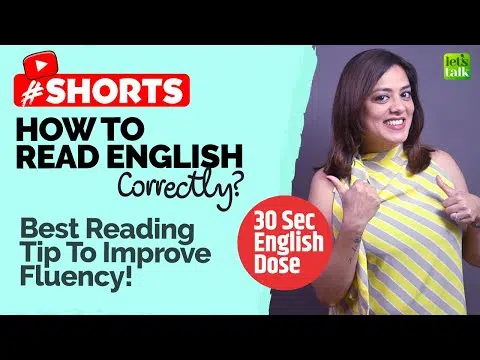 #SHORTS
HOW TO
READ ENGLISH
Correctly?
Best Reading
Tip To Improve
Fluency!
30 Sec
English
Dose
let's
talk